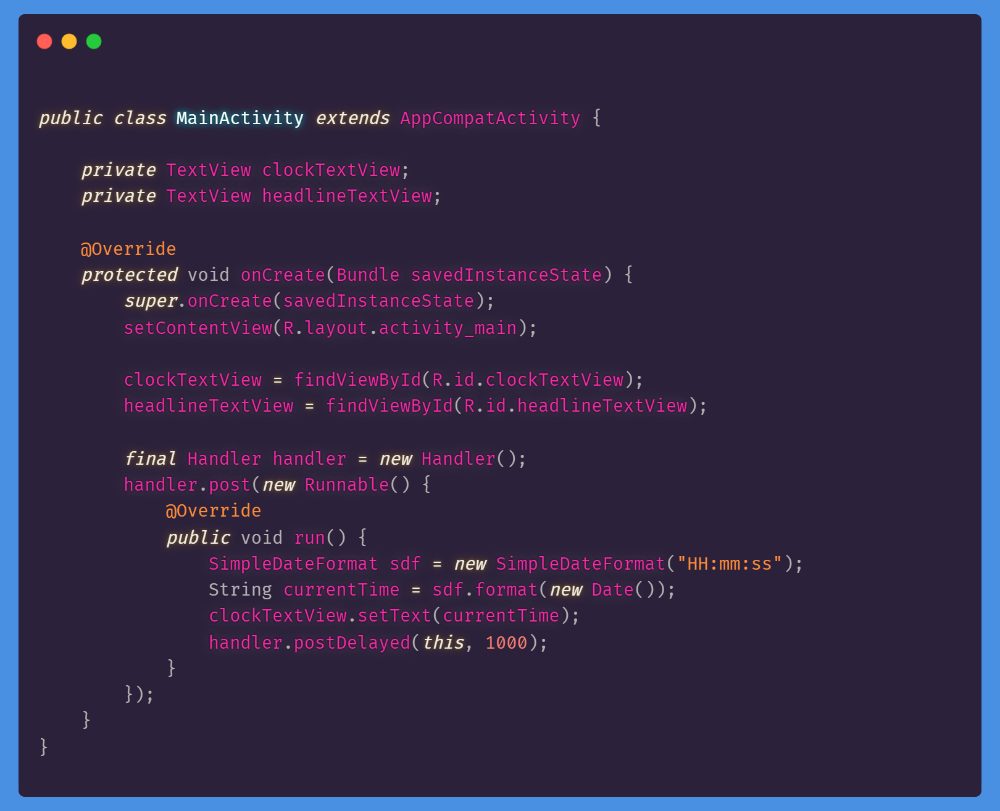 public class MainActivity extends AppCompatActivity {
    private TextView clockTextView;
    private TextView headlineTextView;
    @Override
    protected void onCreate(Bundle savedInstanceState) {
        super.onCreate(savedInstanceState);
        setContentView(R.layout.activity_main);
        clockTextView = findViewById(R.id.clockTextView);
        headlineTextView = findViewById(R.id.headlineTextView);
        final Handler handler = new Handler();
        handler.post(new Runnable() {
            @Override
            public void run() {
                SimpleDateFormat sdf = new SimpleDateFormat("HH:mm:ss");
                String currentTime = sdf.format(new Date());
                clockTextView.setText(currentTime);
                handler.postDelayed(this, 1000);
            }
        });
    }
}